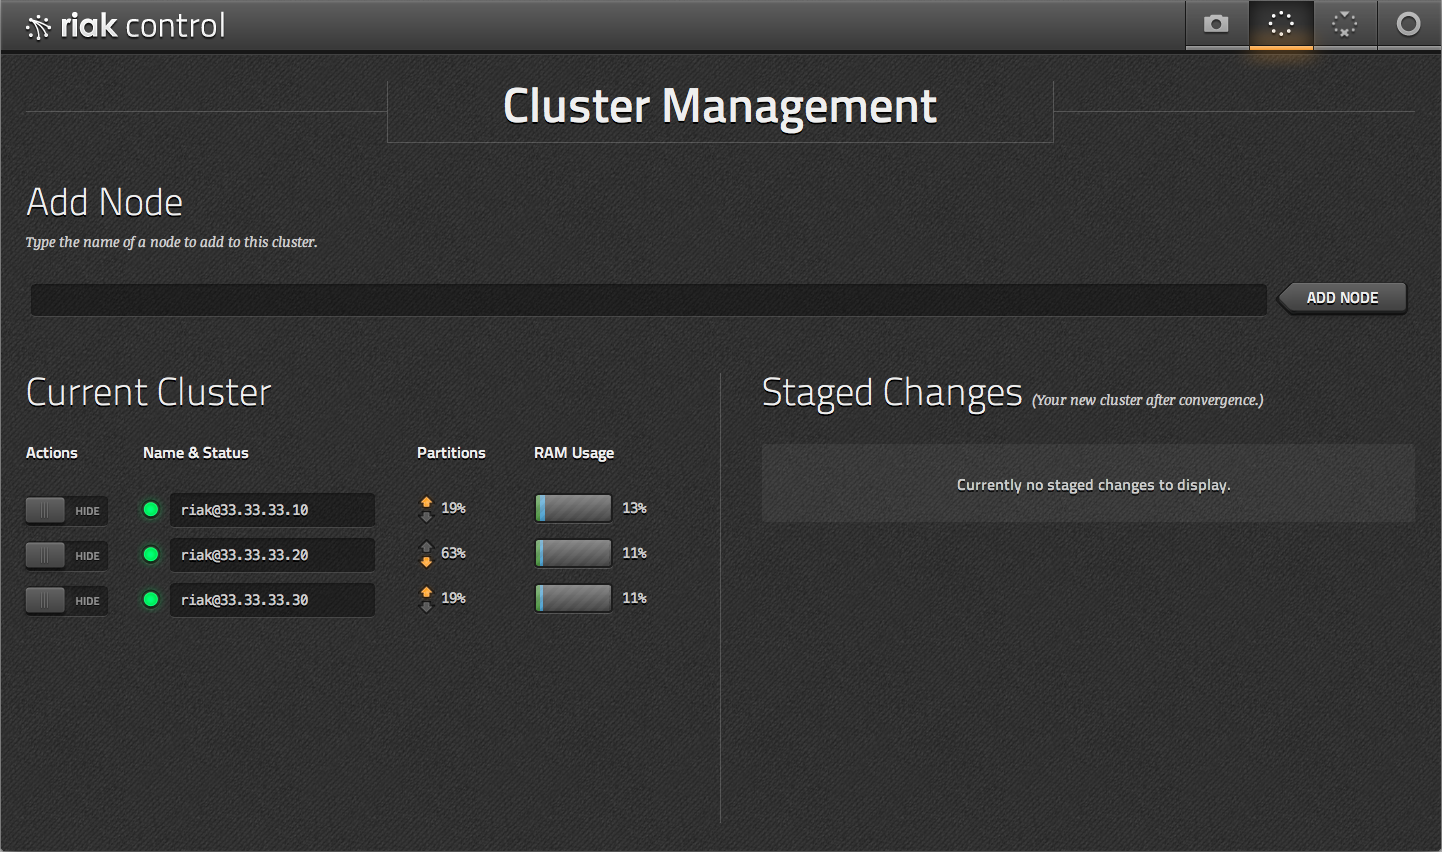 riak control
Cluster Management
Add Node
Type the name of a node to add to this cluster.
ADD NODE
Current Cluster
Actions Name & Status Partitions RAM Usage
HIDE riak@33.33.33.10 19% 13%
HIDE riak@33.33.33.20 63% 11%
HIDE riak@33.33.33.30 19% 11%
Staged Changes (Your new cluster after convergence.)
Currently no staged changes to display.